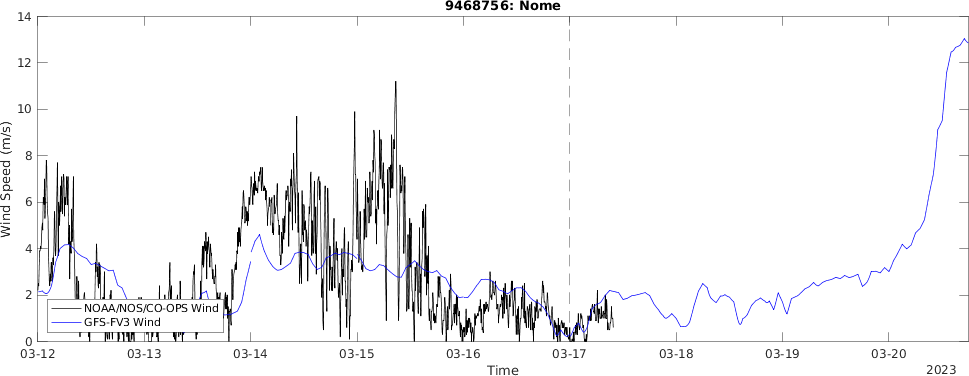 9468756: Nome
14
12
10
8
6
4
2
0
Wind Speed (m/s)
NOAA/NOS/CO-OPS Wind
GFS-FV3 Wind
03-12 03-13 03-14 03-15 03-16 03-17 03-18 03-19 03-20
Time
2023